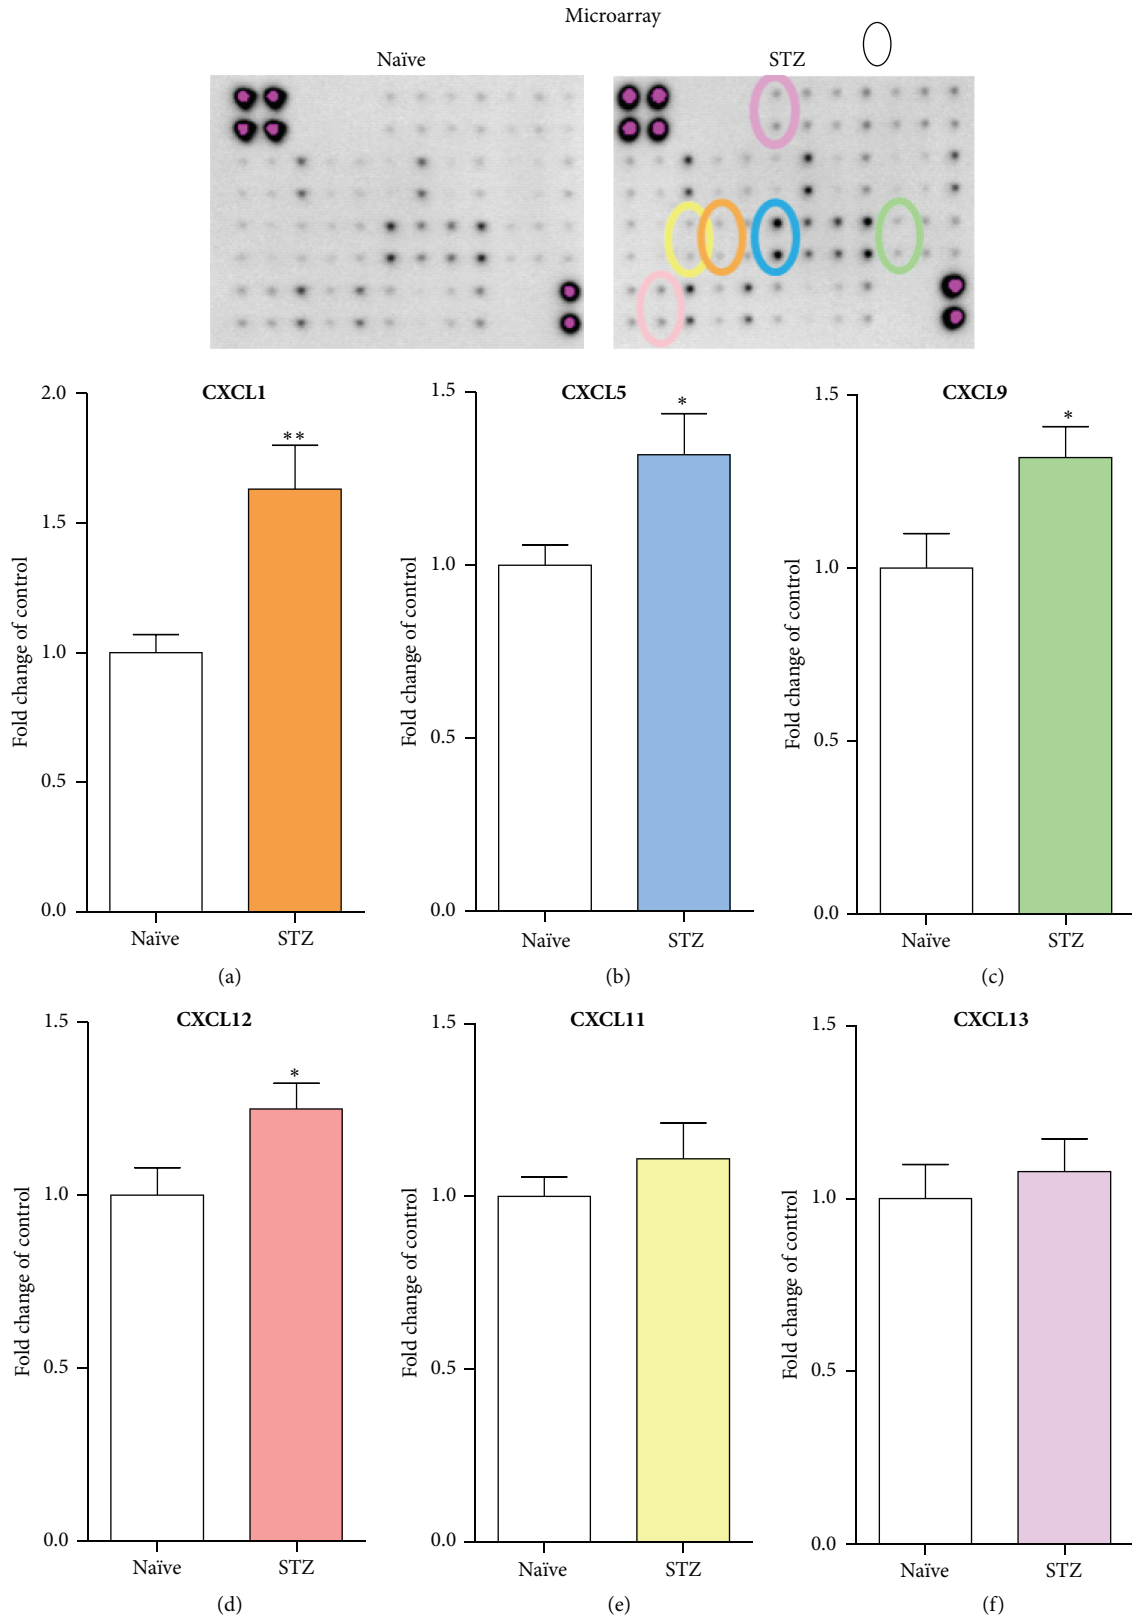 Microarray
Naïve
STZ
CXCL1
Fold change of control
2.0
1.5
1.0
0.5
0.0
**
Naïve
STZ
(a)
CXCL5
Fold change of control
1.5
1.0
0.5
0.0
*
Naïve
STZ
(b)
CXCL9
Fold change of control
1.5
1.0
0.5
0.0
*
Naïve
STZ
(c)
CXCL12
Fold change of control
1.5
1.0
0.5
0.0
*
Naïve
STZ
(d)
CXCL11
Fold change of control
1.5
1.0
0.5
0.0
Naïve
STZ
(e)
CXCL13
Fold change of control
1.5
1.0
0.5
0.0
Naïve
STZ
(f)